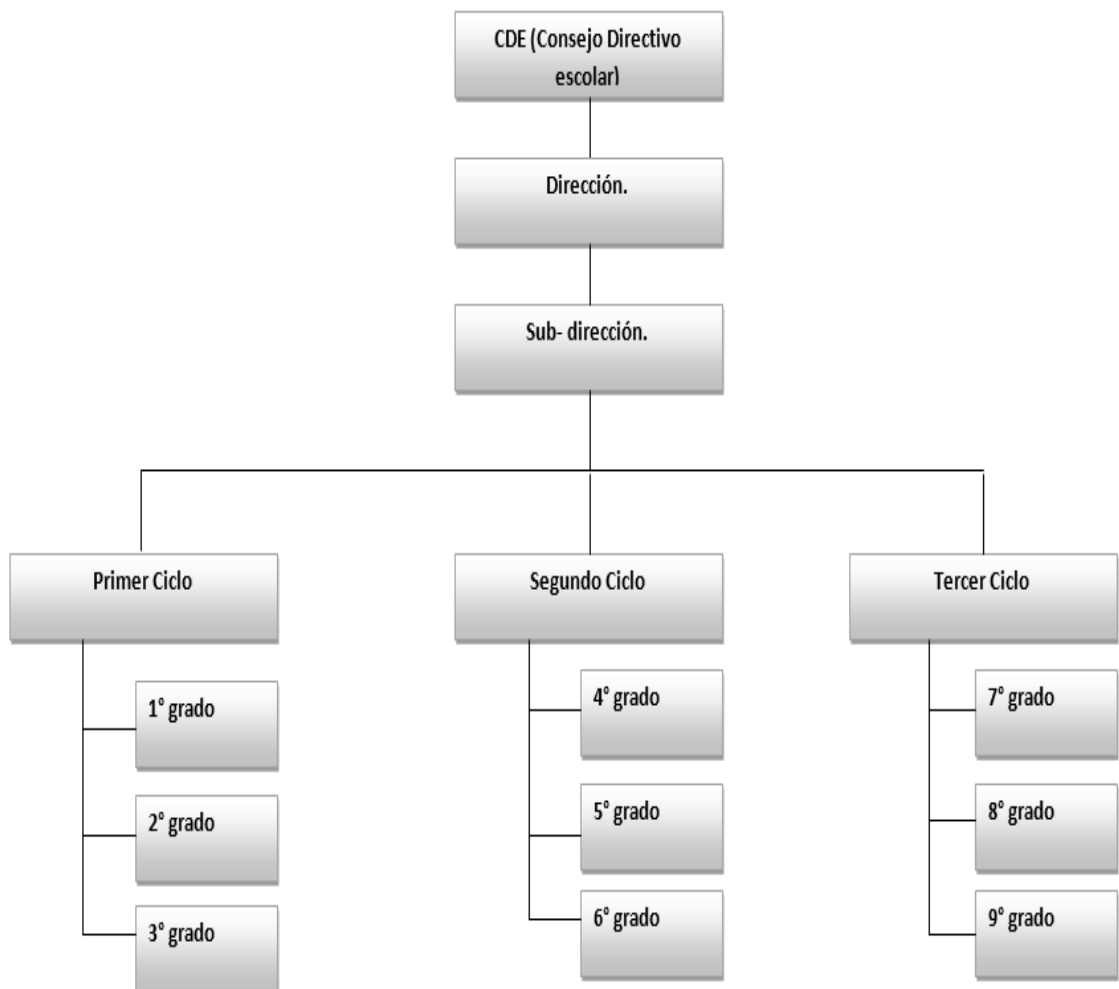 CDE (Consejo Directivo
escolar)
Dirección.
Sub- dirección.
Primer Ciclo
Segundo Ciclo
Tercer Ciclo
1° grado
2° grado
3° grado
4° grado
5° grado
6° grado
7° grado
8° grado
9° grado